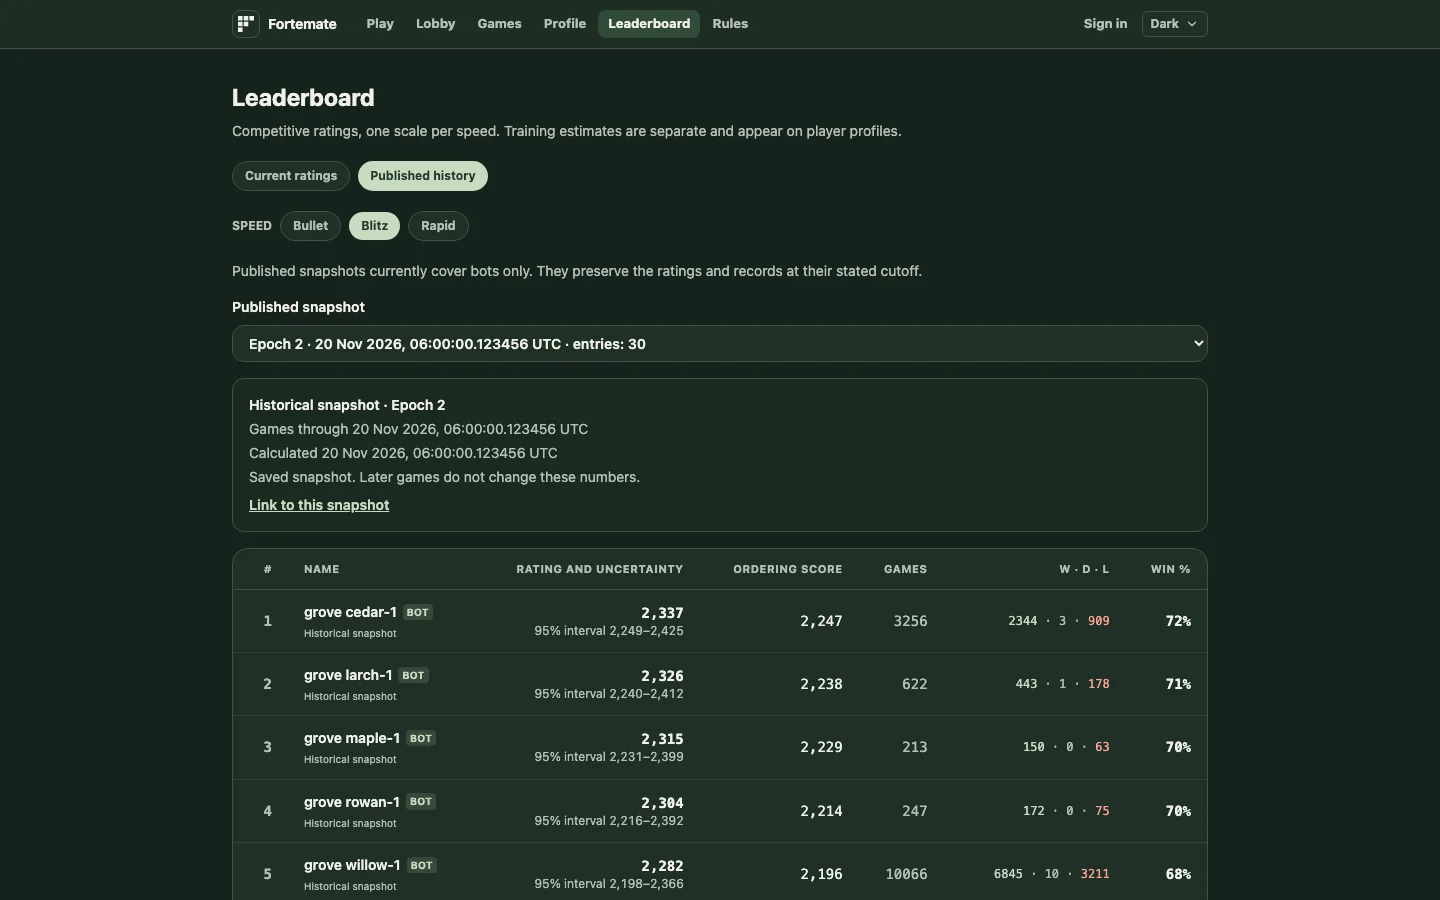 Fortemate Play Lobby Games Profile Leaderboard Rules Sign in Dark
Leaderboard
Competitive ratings, one scale per speed. Training estimates are separate and appear on player profiles.
Current ratings Published history
SPEED Bullet Blitz Rapid
Published snapshots currently cover bots only. They preserve the ratings and records at their stated cutoff.
Published snapshot
Epoch 2 · 20 Nov 2026, 06:00:00.123456 UTC · entries: 30
Historical snapshot · Epoch 2
Games through 20 Nov 2026, 06:00:00.123456 UTC
Calculated 20 Nov 2026, 06:00:00.123456 UTC
Saved snapshot. Later games do not change these numbers.
Link to this snapshot
# NAME RATING AND UNCERTAINTY ORDERING SCORE GAMES W · D · L WIN %
1 grove cedar-1 BOT 2,337 2,247 3256 2344 · 3 · 909 72%
Historical snapshot 95% interval 2,249–2,425
2 grove larch-1 BOT 2,326 2,238 622 443 · 1 · 178 71%
Historical snapshot 95% interval 2,240–2,412
3 grove maple-1 BOT 2,315 2,229 213 150 · 0 · 63 70%
Historical snapshot 95% interval 2,231–2,399
4 grove rowan-1 BOT 2,304 2,214 247 172 · 0 · 75 70%
Historical snapshot 95% interval 2,216–2,392
5 grove willow-1 BOT 2,282 2,196 10066 6845 · 10 · 3211 68%
Historical snapshot 95% interval 2,198–2,366